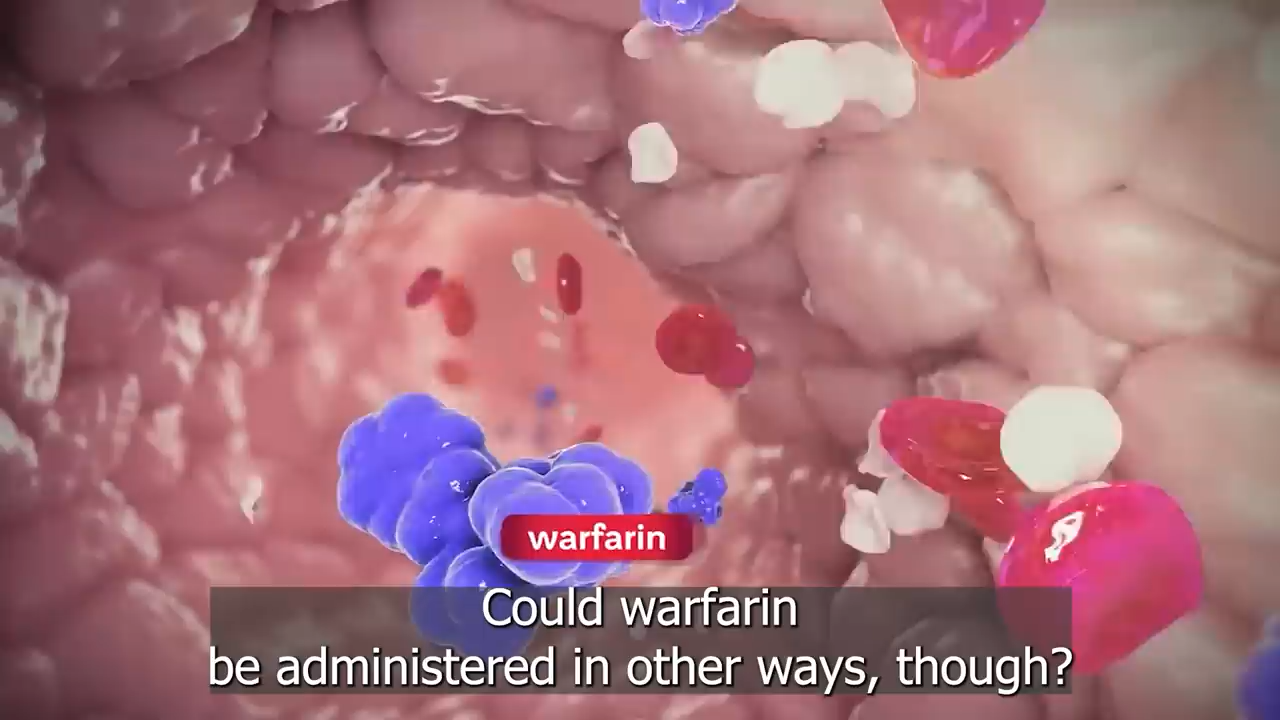 warfarin
Could warfarin
be administered in other ways, though?